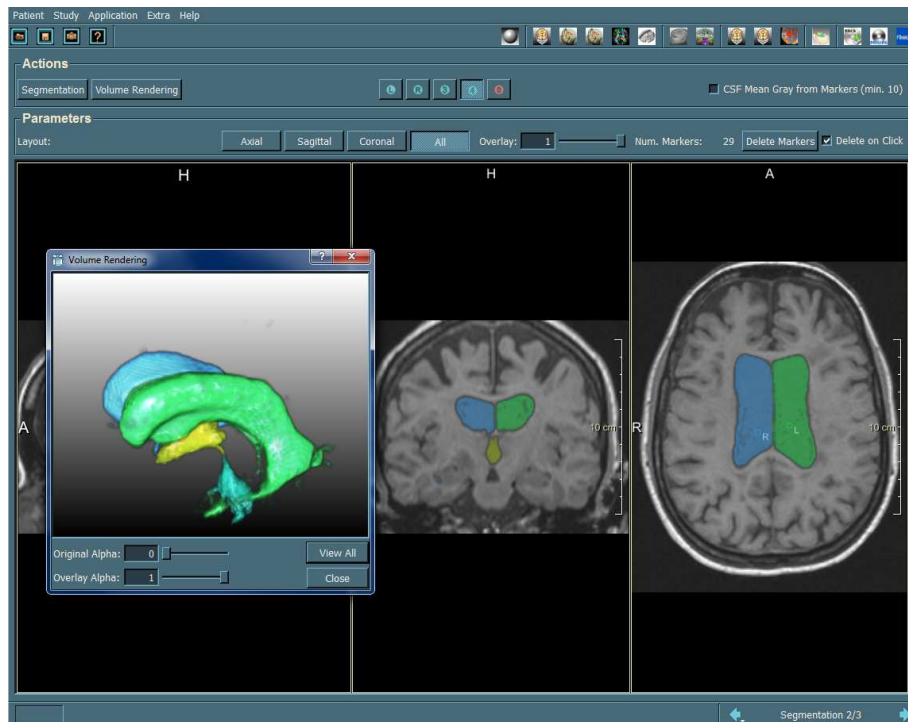 Patient Study Application Extra Help
?
Actions
Segmentation Volume Rendering L R 3 4 CSF Mean Gray from Markers (min. 10)
Parameters
Layout: Axial Sagittal Coronal All Overlay: 1 Num. Markers: 29 Delete Markers Delete on Click
H H A
Volume Rendering ?
A 10 cm R R L 10 cm
Original Alpha: 0 View All
Overlay Alpha: 1 Close
Segmentation 2/3